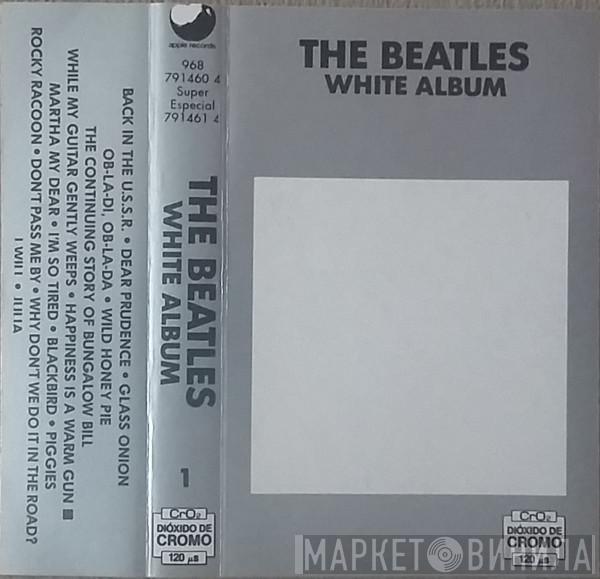 BACK IN THE U.S.S.R. • DEAR PRUDENCE • GLASS ONION
OB-LA-DI, OB-LA-DA • WILD HONEY PIE
THE CONTINUING STORY OF BUNGALOW BILL
WHILE MY GUITAR GENTLY WEEPS • HAPPINESS IS A WARM GUN ■
MARTHA MY DEAR • I'M SO TIRED • BLACKBIRD • PIGGIES
ROCKY RACOON • DON'T PASS ME BY • WHY DON'T WE DO IT IN THE ROAD?
I WILL • JULIA
apple records
968
791460 4
Super
Especial
791461 4
THE BEATLES
WHITE ALBUM
1
CrO2
DIÓXIDO DE
CROMO
120 µs
THE BEATLES
WHITE ALBUM
CrO2
DIÓXIDO DE
CROMO
120 µs
МАРКЕТ ВИНИЛА